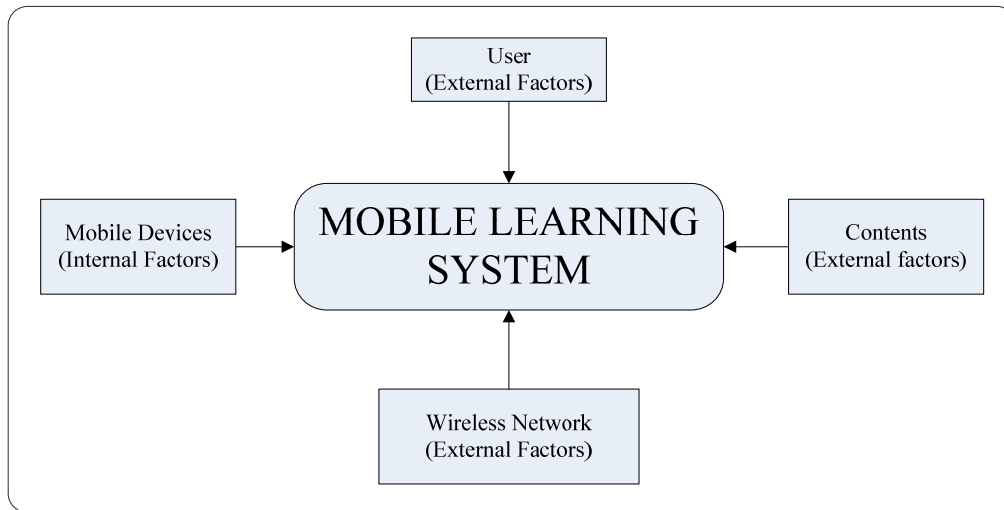 User
(External Factors)
MOBILE LEARNING
SYSTEM
Mobile Devices
(Internal Factors)
Contents
(External factors)
Wireless Network
(External Factors)